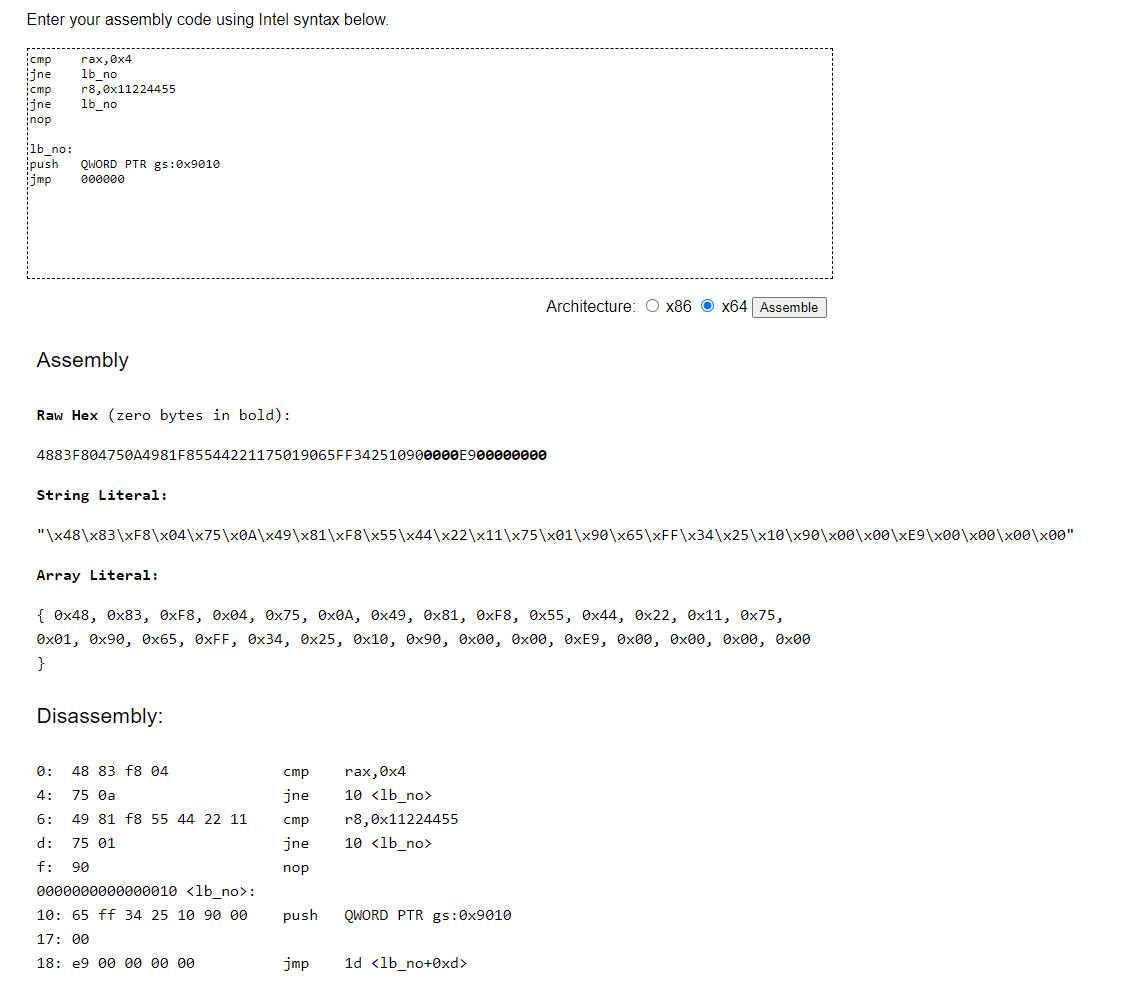 Enter your assembly code using Intel syntax below.
cmp    rax,0x4
jne    lb_no
cmp    r8,0x11224455
jne    lb_no
nop
lb_no:
push   QWORD PTR gs:0x9010
jmp    000000
Architecture: x86 x64 Assemble
Assembly
Raw Hex (zero bytes in bold):
4883F804750A4981F85544221175019065FF3425109000​00E900000000
String Literal:
"\x48\x83\xF8\x04\x75\x0A\x49\x81\xF8\x55\x44\x22\x11\x75\x01\x90\x65\xFF\x34\x25\x10\x90\x00\x00\xE9\x00\x00\x00\x00"
Array Literal:
{ 0x48, 0x83, 0xF8, 0x04, 0x75, 0x0A, 0x49, 0x81, 0xF8, 0x55, 0x44, 0x22, 0x11, 0x75,
0x01, 0x90, 0x65, 0xFF, 0x34, 0x25, 0x10, 0x90, 0x00, 0x00, 0xE9, 0x00, 0x00, 0x00, 0x00
}
Disassembly:
0:  48 83 f8 04             cmp    rax,0x4
4:  75 0a                   jne    10 <lb_no>
6:  49 81 f8 55 44 22 11    cmp    r8,0x11224455
d:  75 01                   jne    10 <lb_no>
f:  90                      nop
0000000000000010 <lb_no>:
10: 65 ff 34 25 10 90 00    push   QWORD PTR gs:0x9010
17: 00
18: e9 00 00 00 00          jmp    1d <lb_no+0xd>